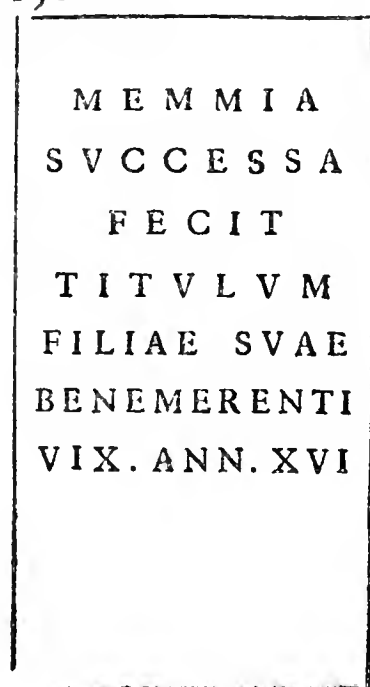 MEMMIA
SVCCESSA
FECIT
TITVLVM
FILIAE SVAE
BENEMERENTI
VIX. ANN. XVI